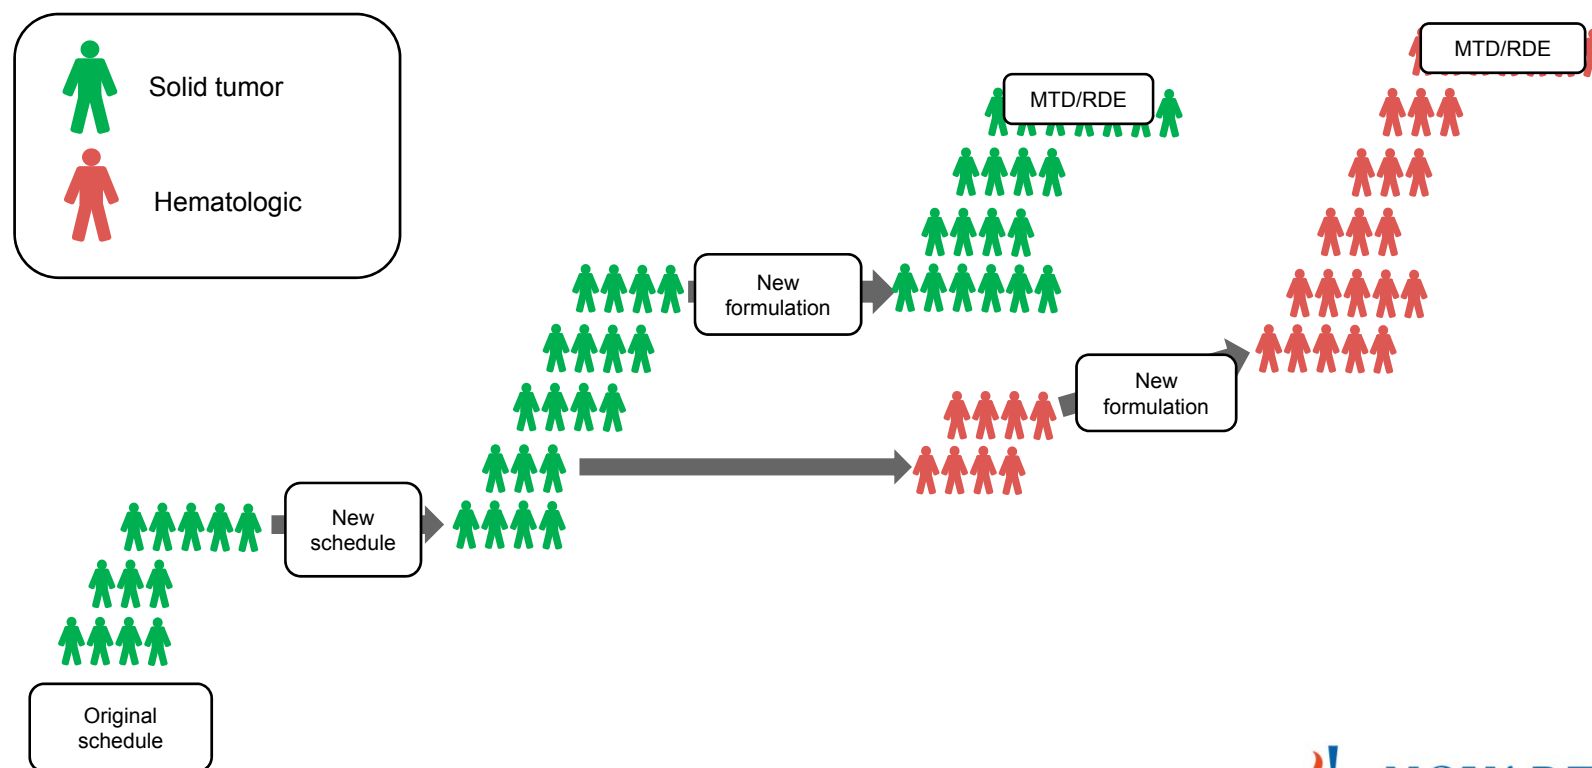 Solid tumor
Hematologic
MTD/RDE
MTD/RDE
New
formulation
New
formulation
New
schedule
Original
schedule